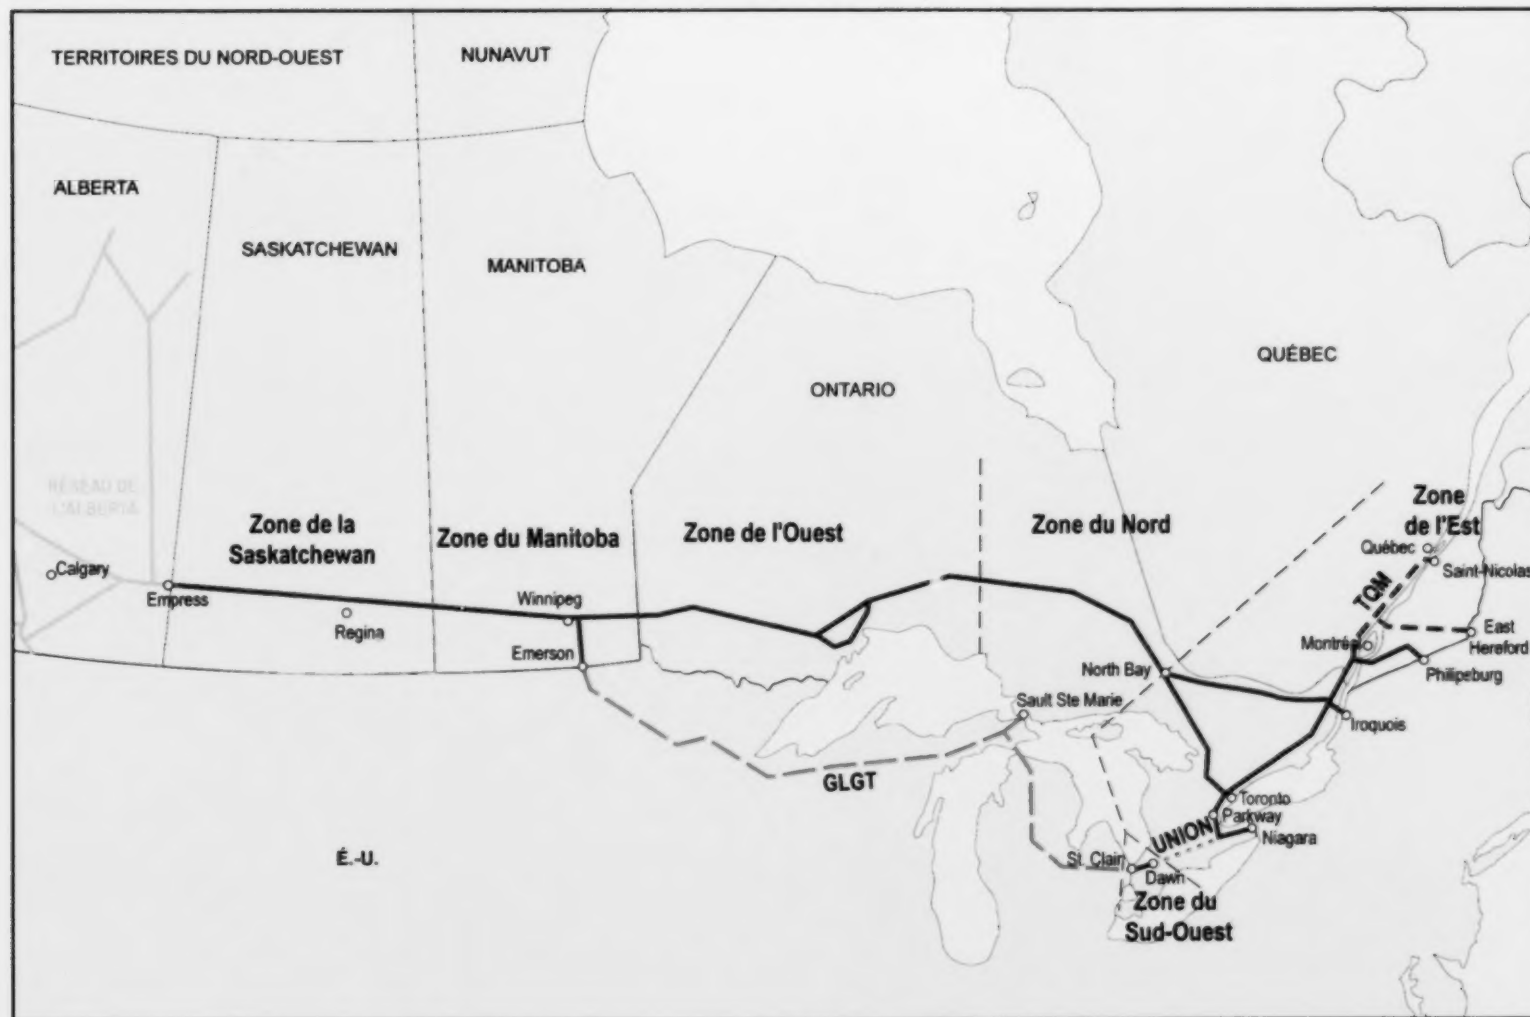 TERRITOIRES DU NORD-OUEST
NUNAVUT
ALBERTA
SASKATCHEWAN
MANITOBA
ONTARIO
QUÉBEC
RÉSEAU DE
L'ALBERTA
Zone de la
Saskatchewan
Zone du Manitoba
Zone de l'Ouest
Zone du Nord
Zone
de l'Est
Québec
Saint-Nicolas
TQM
Calgary
Empress
Regina
Winnipeg
Emerson
Montréal
East
Hereford
Philipsburg
North Bay
Sault Ste Marie
Iroquois
GLGT
Toronto
Parkway
Niagara
UNION
St. Clair
Dawn
Zone du
Sud-Ouest
É.-U.